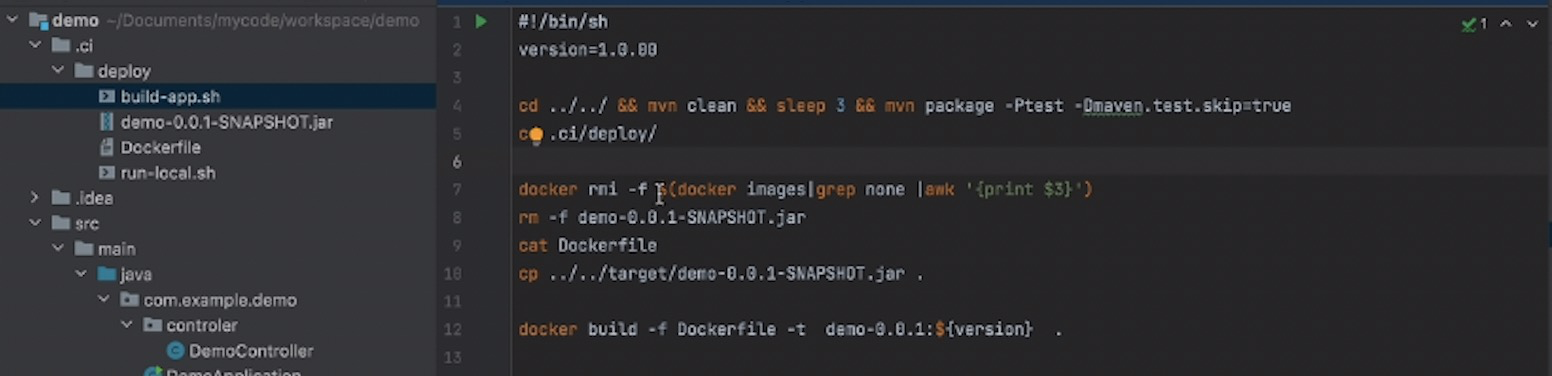 demo ~/Documents/mycode/workspace/demo
.ci
deploy
build-app.sh
demo-0.0.1-SNAPSHOT.jar
Dockerfile
run-local.sh
.idea
src
main
java
com.example.demo
controler
DemoController
DemoApplication
1 #!/bin/sh
2 version=1.0.00
3
4 cd ../../ && mvn clean && sleep 3 && mvn package -Ptest -Dmaven.test.skip=true
5 c .ci/deploy/
6
7 docker rmi -f $(docker images|grep none |awk '{print $3}')
8 rm -f demo-0.0.1-SNAPSHOT.jar
9 cat Dockerfile
10 cp ../../target/demo-0.0.1-SNAPSHOT.jar .
11
12 docker build -f Dockerfile -t demo-0.0.1:${version} .
13
1